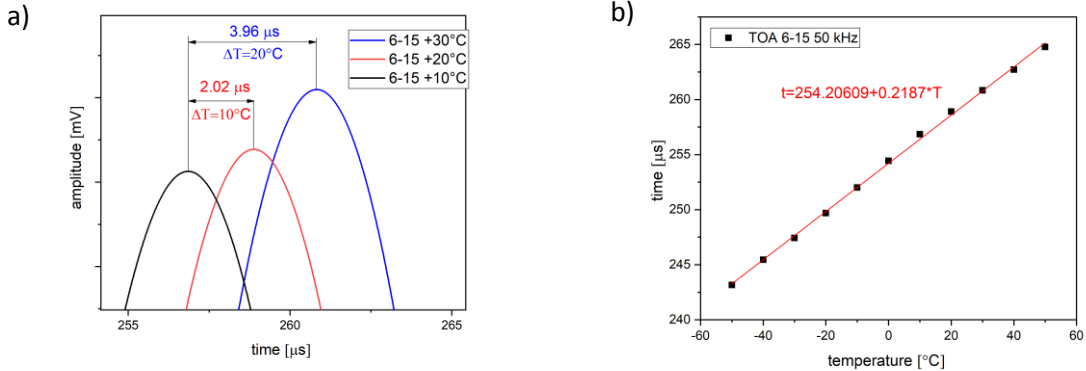 a)
3.96 μs
ΔT=20°C
2.02 μs
ΔT=10°C
6-15 +30°C
6-15 +20°C
6-15 +10°C
amplitude [mV]
255
260
265
time [μs]
b)
TOA 6-15 50 kHz
t=254.20609+0.2187*T
time [μs]
265
260
255
250
245
240
-60
-40
-20
0
20
40
60
temperature [°C]